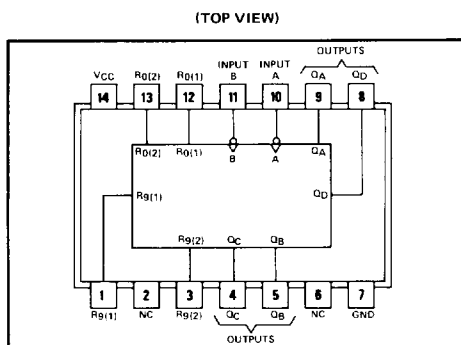 (TOP VIEW)
OUTPUTS
INPUT INPUT
VCC R0(2) R0(1) B A QA QD
14 13 12 11 10 9 8
R0(2) R0(1) B A QA
R9(1) QD
R9(2) QC QB
1 2 3 4 5 6 7
R9(1) NC R9(2) QC QB NC GND
OUTPUTS